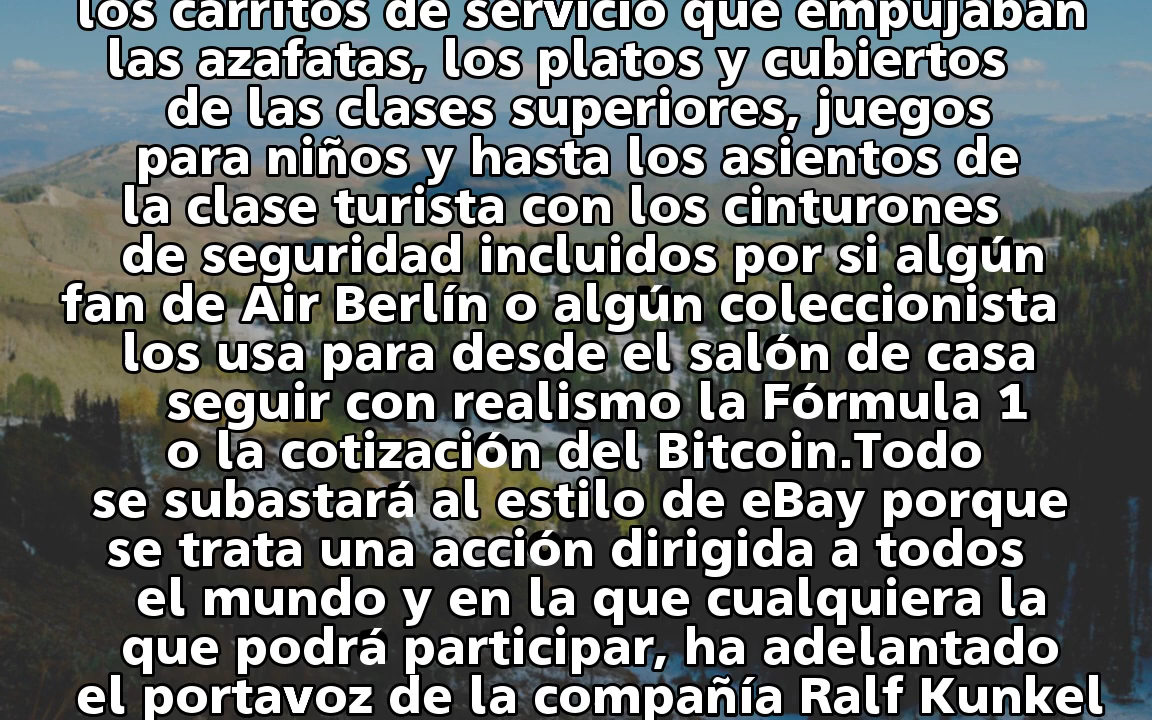 los carritos de servicio que empujaban
las azafatas, los platos y cubiertos
de las clases superiores, juegos
para niños y hasta los asientos de
la clase turista con los cinturones
de seguridad incluidos por si algún
fan de Air Berlín o algún coleccionista
los usa para desde el salón de casa
seguir con realismo la Fórmula 1
o la cotización del Bitcoin.Todo
se subastará al estilo de eBay porque
se trata una acción dirigida a todos
el mundo y en la que cualquiera la
que podrá participar, ha adelantado
el portavoz de la compañía Ralf Kunkel